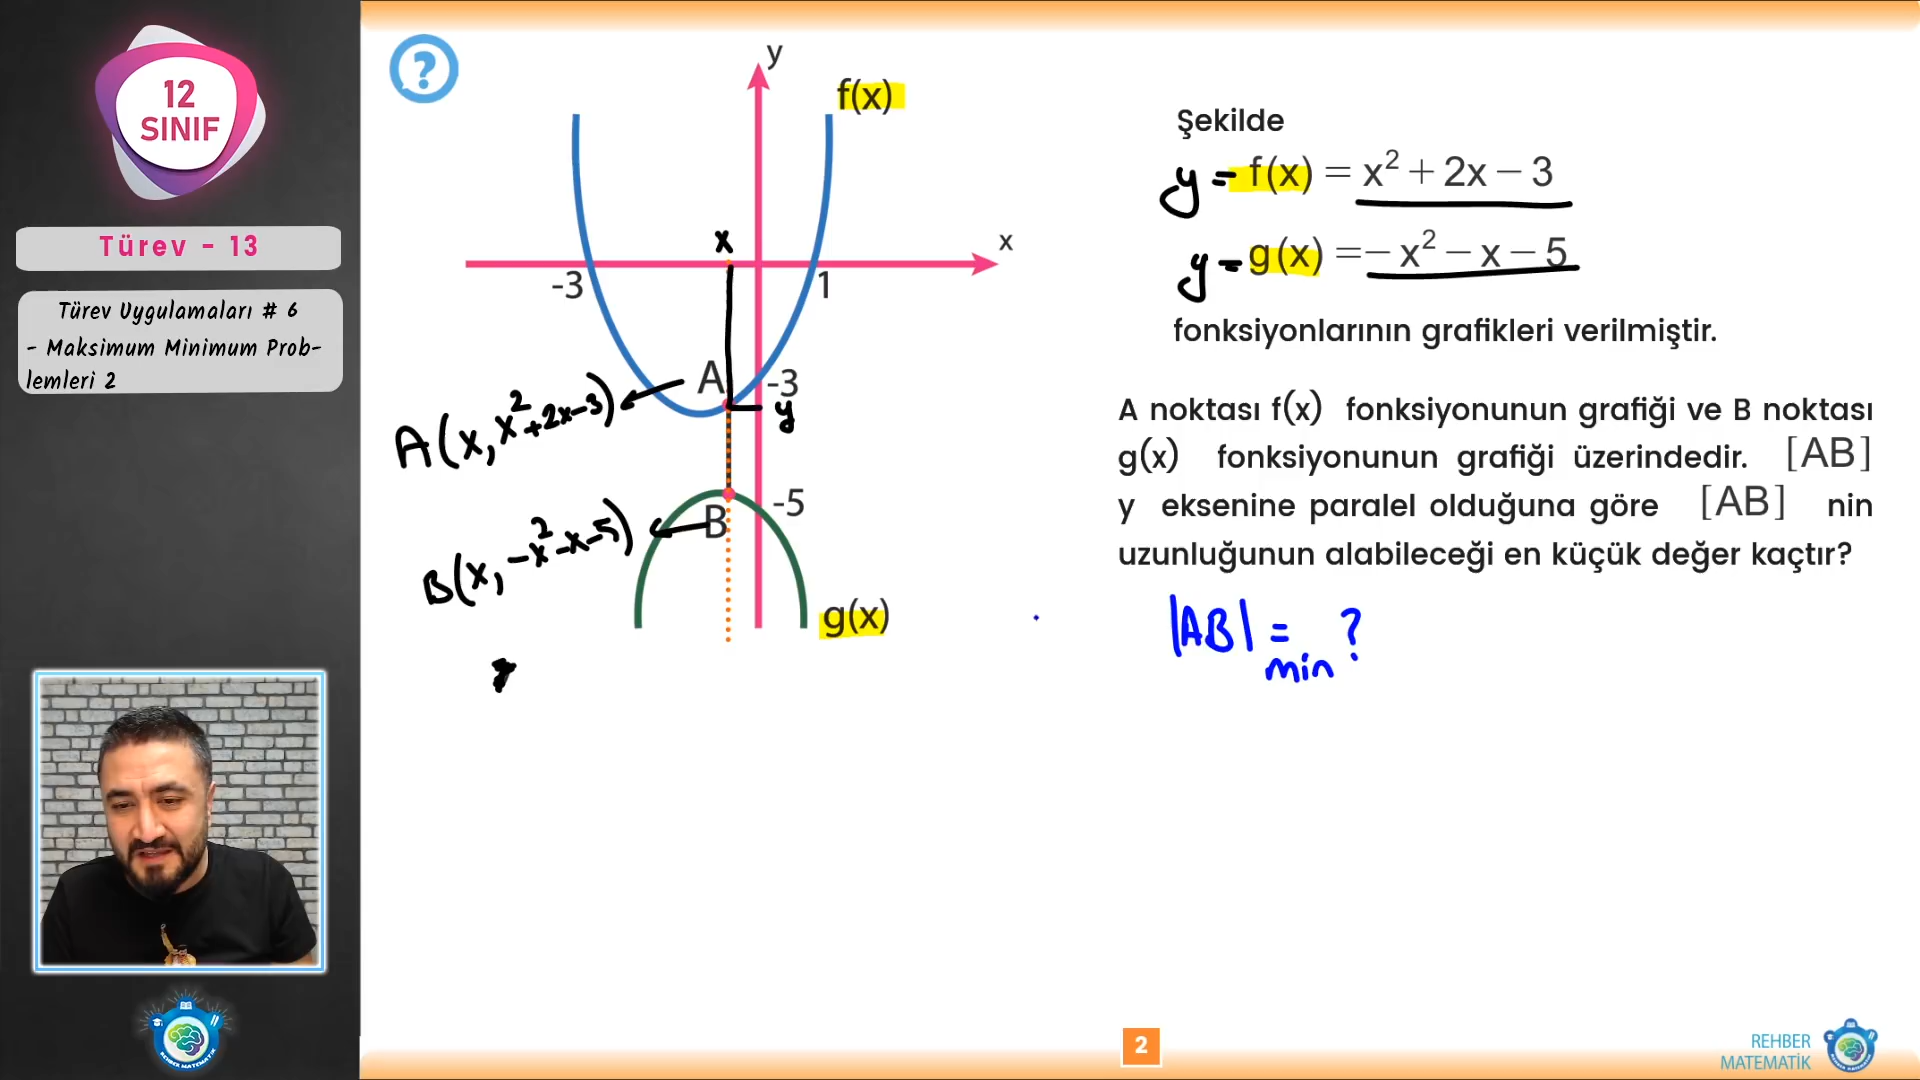 12
SINIF
Türev - 13
Türev Uygulamaları # 6
- Maksimum Minimum Prob-
lemleri 2
?
y
f(x)
x
x
-3
1
A
-3
y
A(x, x²+2x-3)
-5
B
B(x, -x²-x-5)
g(x)
Şekilde
y = f(x) = x² + 2x - 3
y = g(x) = - x² - x - 5
fonksiyonlarının grafikleri verilmiştir.
A noktası f(x) fonksiyonunun grafiği ve B noktası
g(x) fonksiyonunun grafiği üzerindedir. [AB]
y eksenine paralel olduğuna göre [AB] nin
uzunluğunun alabileceği en küçük değer kaçtır?
|AB| = ?
min
2
REHBER
MATEMATİK
REHBER MATEMATİK